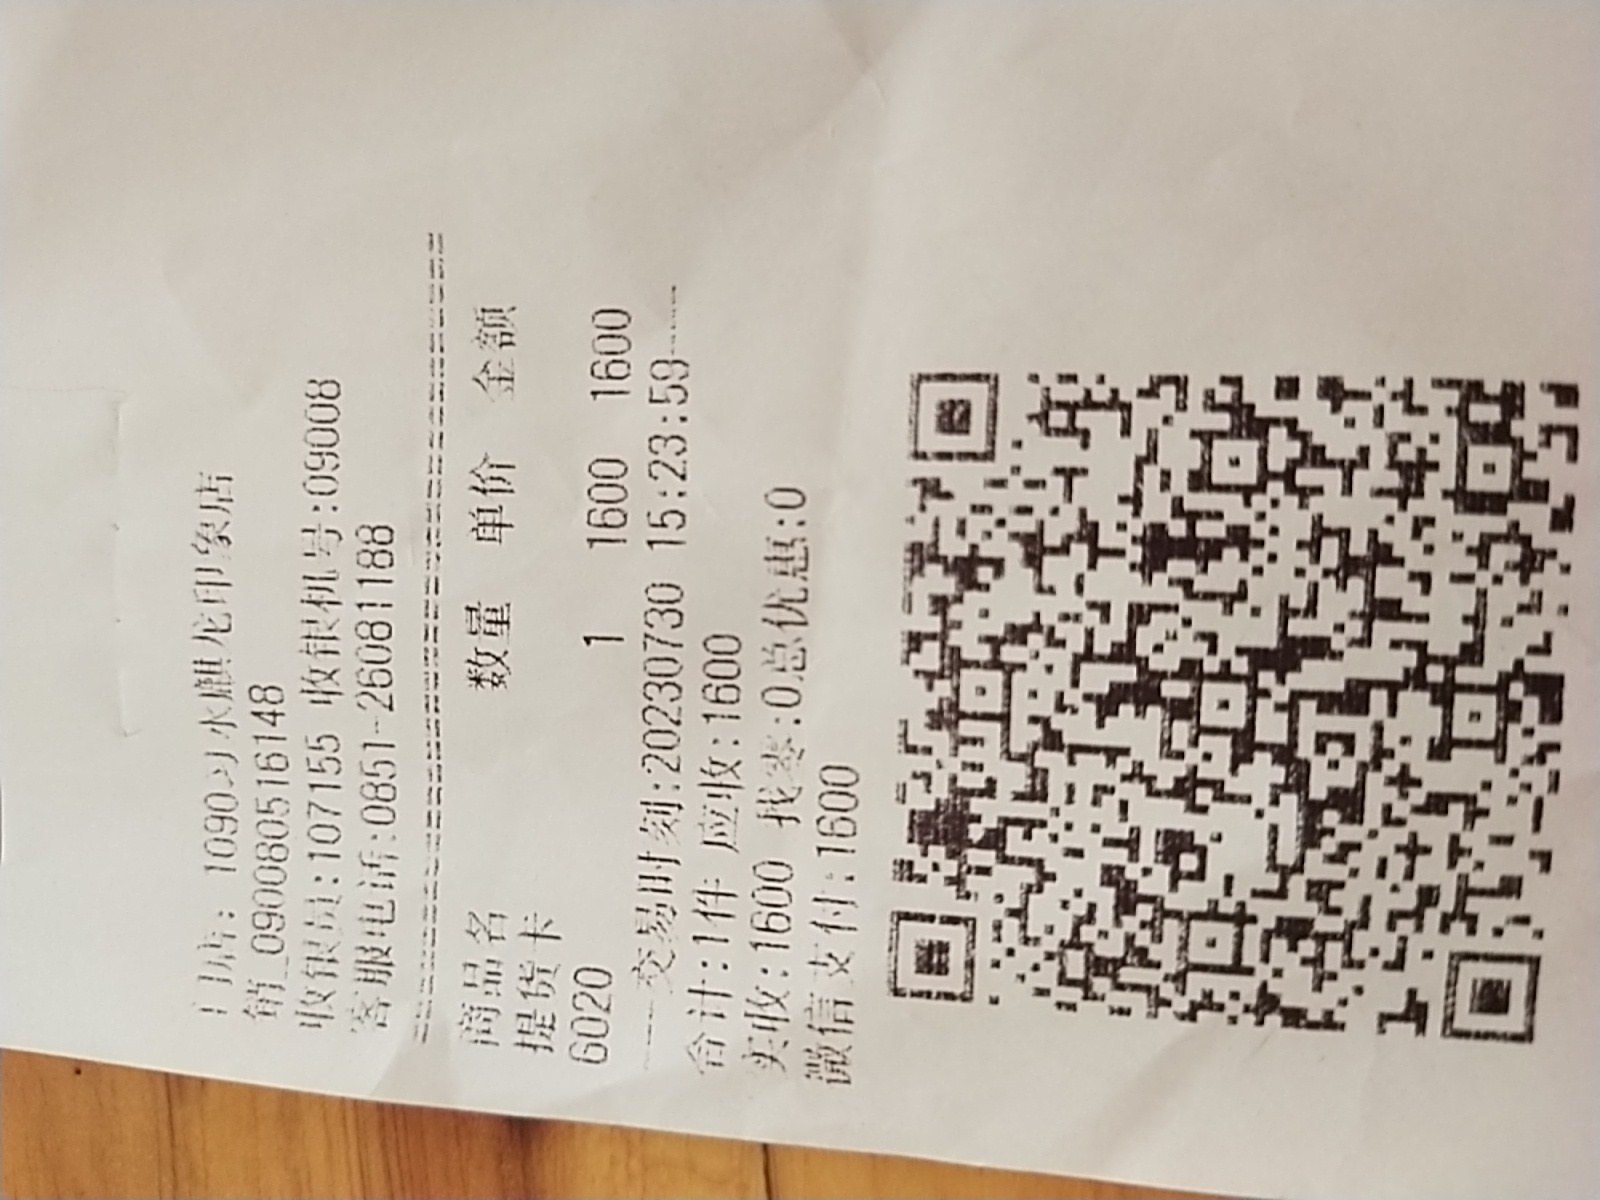 门店: 1090习水麒龙印象店
销_0900805161​48
收银员:107155 收银机号:09008
客服电话:0851-26081188
商品名 数量 单价 金额
提货卡
6020 1 1600 1600
交易时刻:20230730 15:23:59
合计:1件 应收:1600
实收:1600 找零:0总优惠:0
微信支付:1600